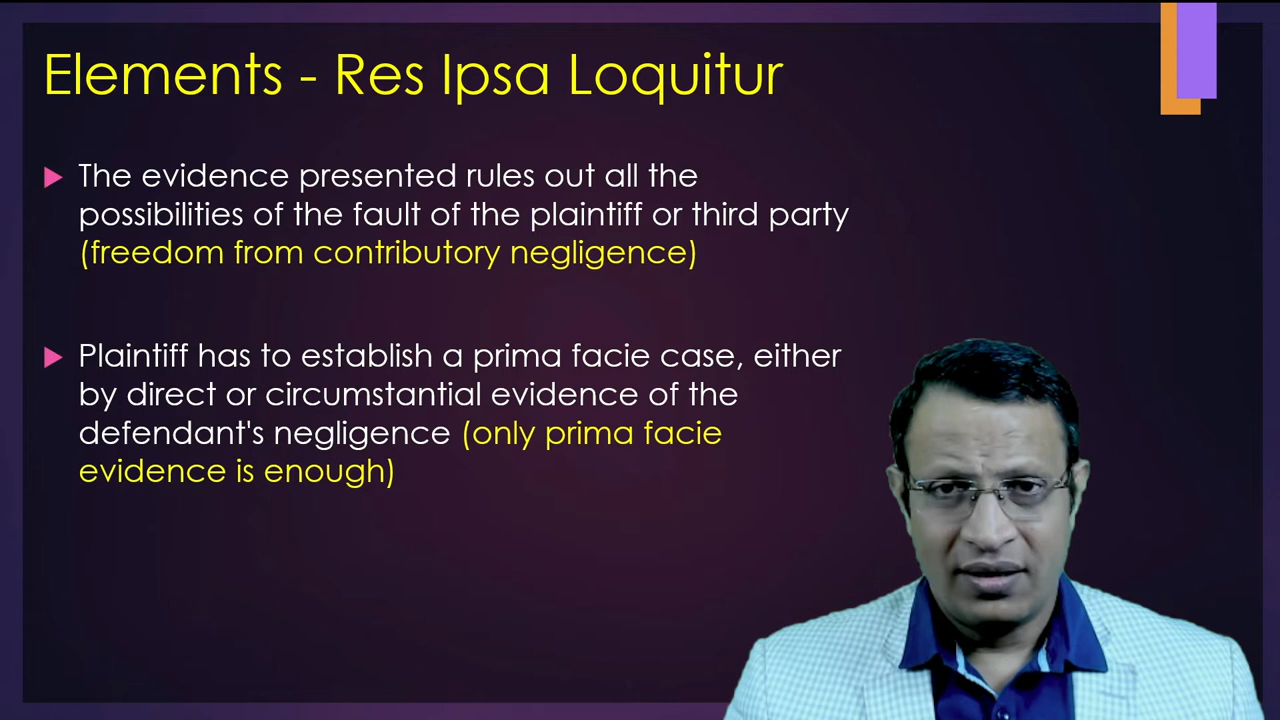 Elements - Res Ipsa Loquitur
The evidence presented rules out all the
possibilities of the fault of the plaintiff or third party
(freedom from contributory negligence)
Plaintiff has to establish a prima facie case, either
by direct or circumstantial evidence of the
defendant's negligence (only prima facie
evidence is enough)